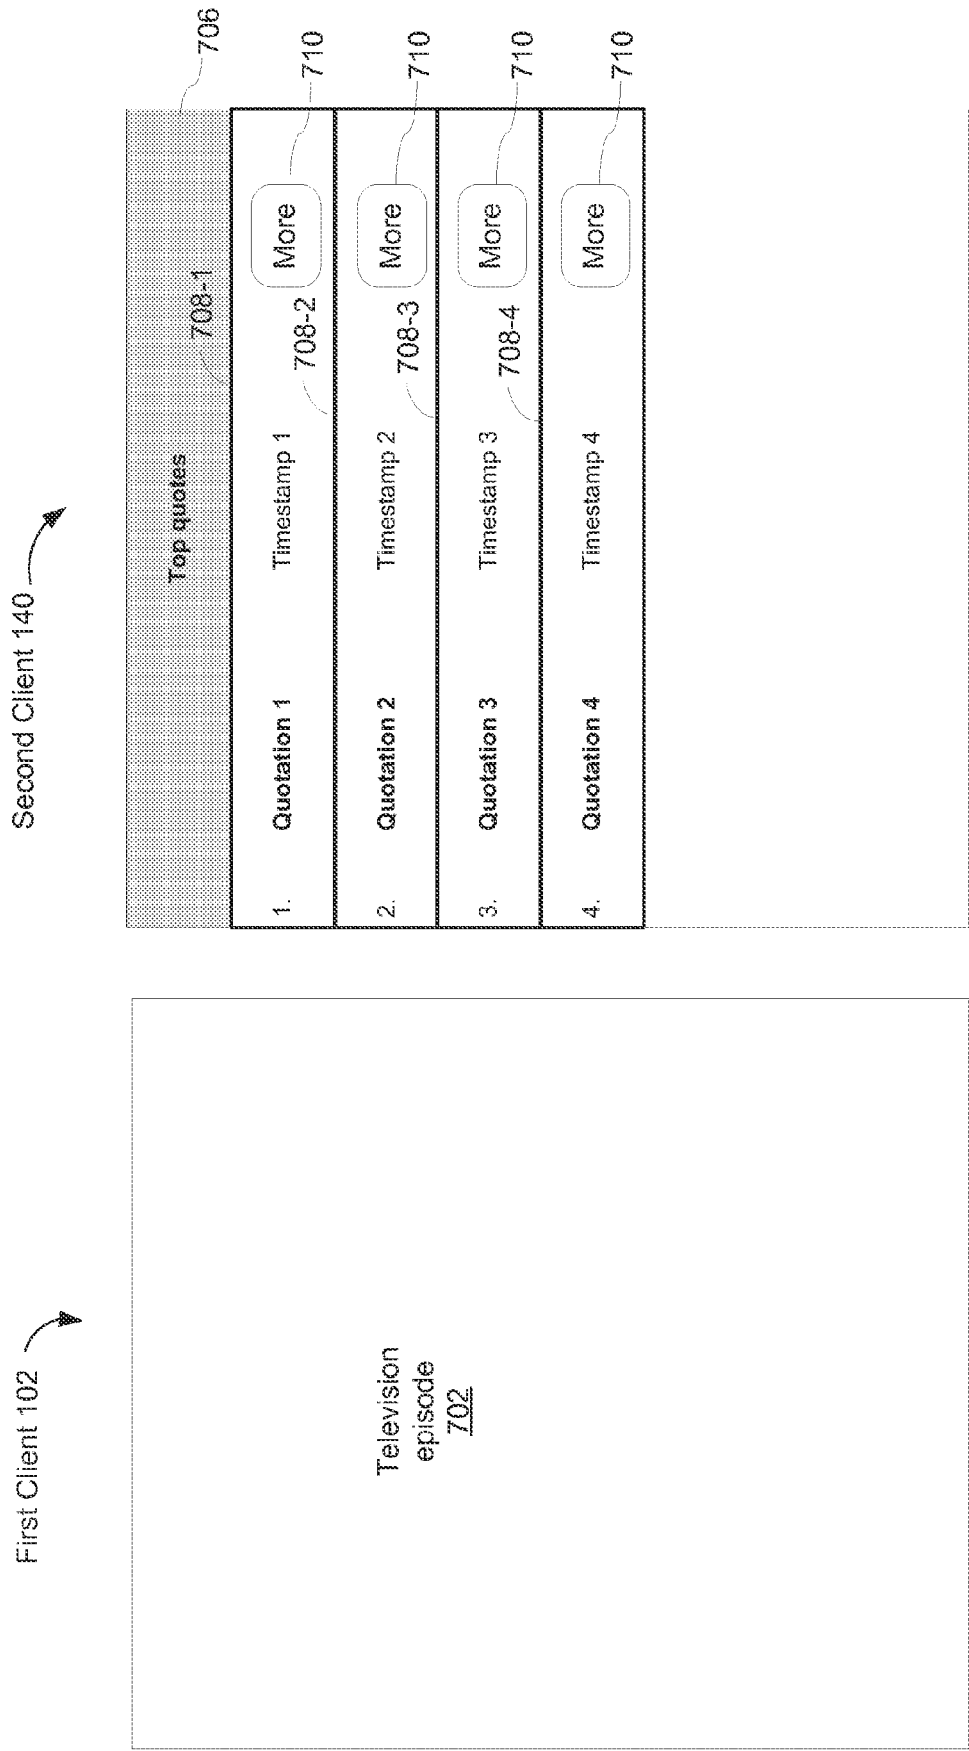 First Client 102
Television
episode
702
Second Client 140
Top quotes
706
708-1
1. Quotation 1 Timestamp 1 More
710
708-2
2. Quotation 2 Timestamp 2 More
710
708-3
3. Quotation 3 Timestamp 3 More
710
708-4
4. Quotation 4 Timestamp 4 More
710